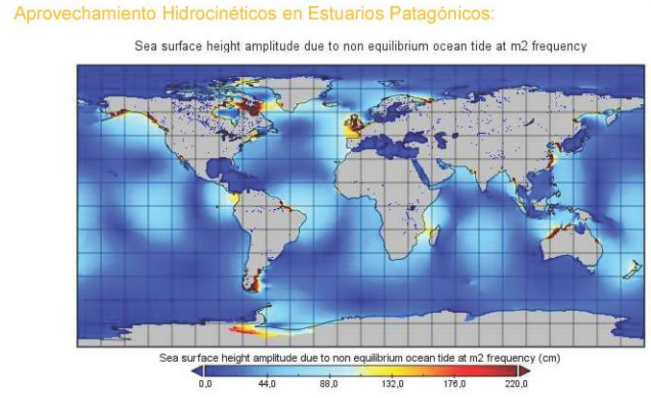 Aprovechamiento Hidrocinéticos en Estuarios Patagónicos:
Sea surface height amplitude due to non equilibrium ocean tide at m2 frequency
Sea surface height amplitude due to non equilibrium ocean tide at m2 frequency (cm)
0,0 44,0 88,0 132,0 176,0 220,0